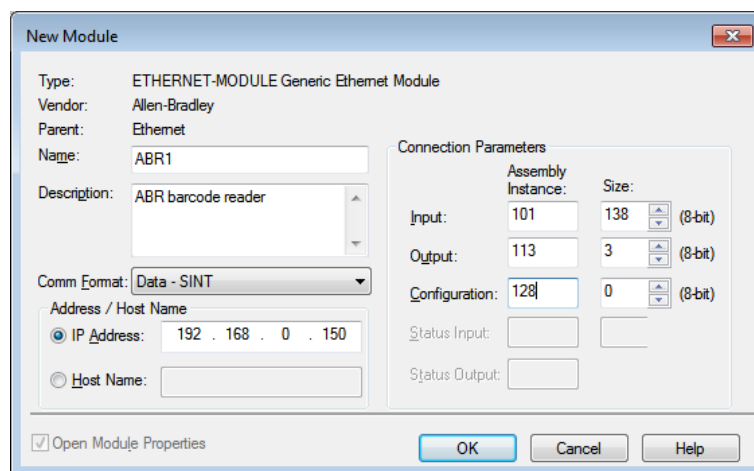 New Module
Type: ETHERNET-MODULE Generic Ethernet Module
Vendor: Allen-Bradley
Parent: Ethernet
Name: ABR1
Description: ABR barcode reader
Comm Format: Data - SINT
Address / Host Name
IP Address: 192 . 168 . 0 . 150
Host Name:
Connection Parameters
Assembly
Instance: Size:
Input: 101 138 (8-bit)
Output: 113 3 (8-bit)
Configuration: 128 0 (8-bit)
Status Input:
Status Output:
Open Module Properties
OK Cancel Help